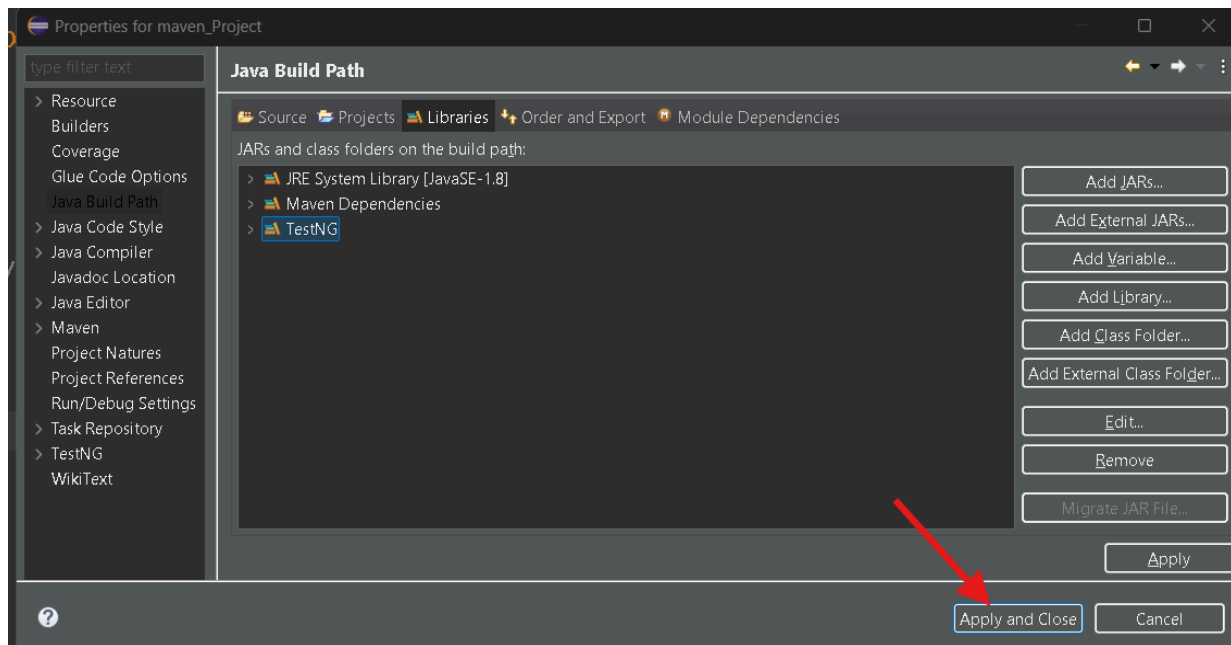 Properties for maven_Project
type filter text
Resource
Builders
Coverage
Glue Code Options
Java Build Path
Java Code Style
Java Compiler
Javadoc Location
Java Editor
Maven
Project Natures
Project References
Run/Debug Settings
Task Repository
TestNG
WikiText
Java Build Path
Source Projects Libraries Order and Export Module Dependencies
JARs and class folders on the build path:
JRE System Library [JavaSE-1.8]
Maven Dependencies
TestNG
Add JARs...
Add External JARs...
Add Variable...
Add Library...
Add Class Folder...
Add External Class Folder...
Edit...
Remove
Migrate JAR File...
Apply
Apply and Close Cancel